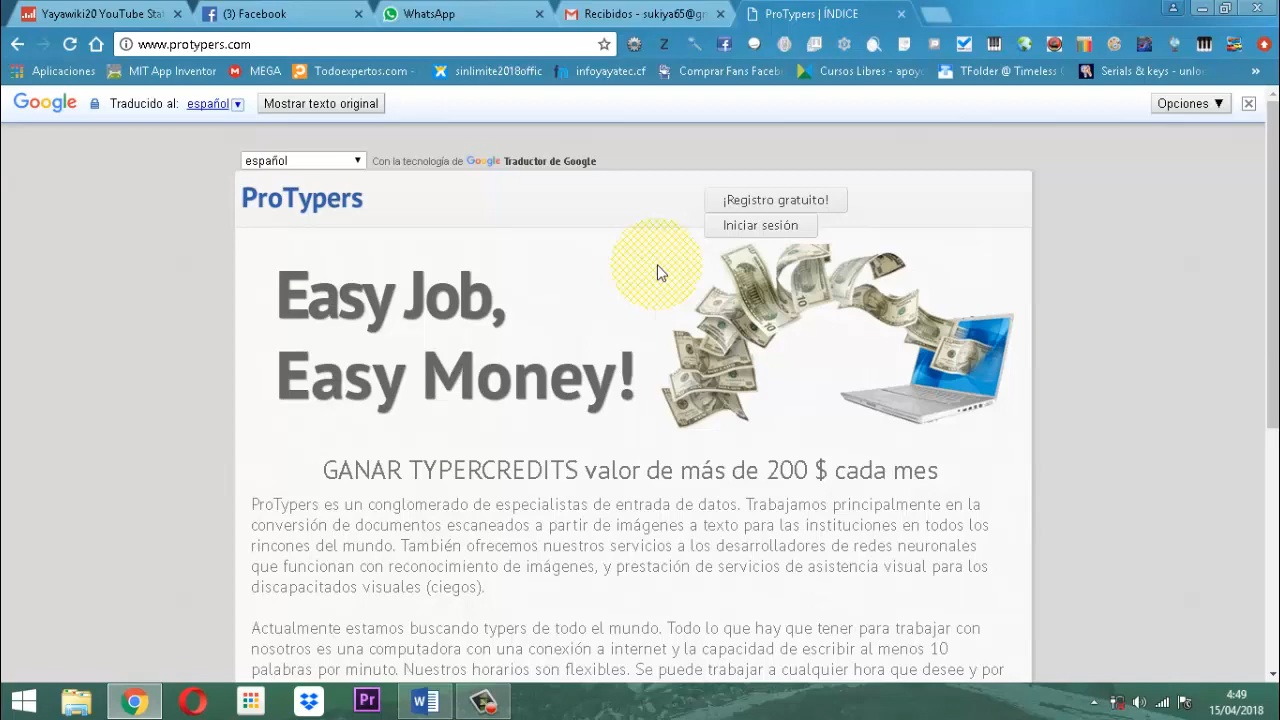 Yayawiki20 YouTube Stat
(3) Facebook
WhatsApp
Recibidos - sukiya65@gm
ProTypers | ÍNDICE
www.protypers.com
Aplicaciones
MIT App Inventor
MEGA
Todoexpertos.com -
sinlimite2018offic
infoyayatec.cf
Comprar Fans Faceb
Cursos Libres - apoy
TFolder @ Timeless
Serials & keys - unlo
»
Google Traducido al: español Mostrar texto original
Opciones ▼
español
Con la tecnología de Google Traductor de Google
ProTypers
¡Registro gratuito!
Iniciar sesión
Easy Job,
Easy Money!
GANAR TYPERCREDITS valor de más de 200 $ cada mes
ProTypers es un conglomerado de especialistas de entrada de datos. Trabajamos principalmente en la
conversión de documentos escaneados a partir de imágenes a texto para las instituciones en todos los
rincones del mundo. También ofrecemos nuestros servicios a los desarrolladores de redes neuronales
que funcionan con reconocimiento de imágenes, y prestación de servicios de asistencia visual para los
discapacitados visuales (ciegos).
Actualmente estamos buscando typers de todo el mundo. Todo lo que hay que tener para trabajar con
nosotros es una computadora con una conexión a internet y la capacidad de escribir al menos 10
palabras por minuto. Nuestros horarios son flexibles. Se puede trabajar a cualquier hora que desee y por
Pr
4:49
15/04/2018